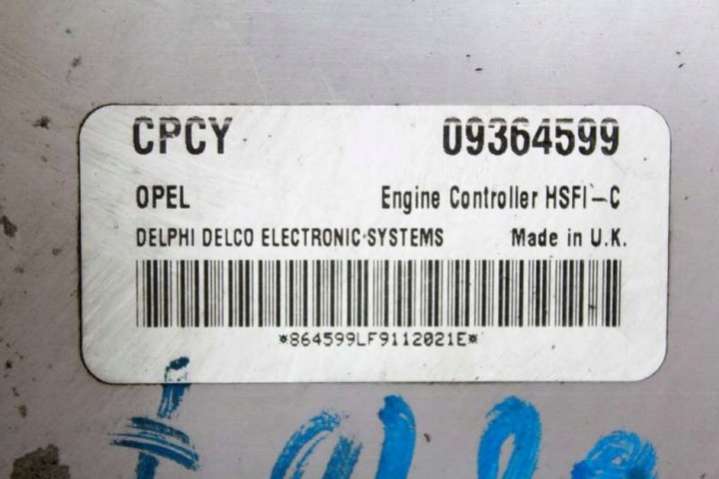 CPCY 09364599
OPEL Engine Controller HSFI-C
DELPHI DELCO ELECTRONIC SYSTEMS Made in U.K.
*864599LF9112021E*